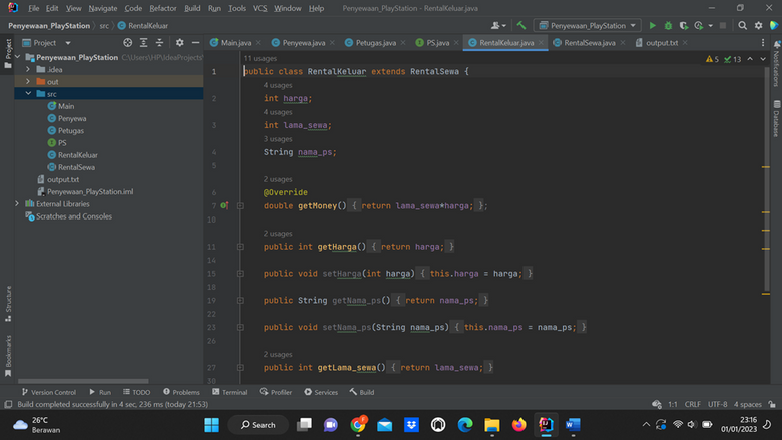 File Edit View Navigate Code Refactor Build Run Tools VCS Window Help Penyewaan_PlayStation - RentalKeluar.java
Penyewaan_PlayStation src RentalKeluar
Penyewaan_PlayStation
Project
Main.java Penyewa.java Petugas.java PS.java RentalKeluar.java RentalSewa.java output.txt
Project
Structure
Bookmarks
Notifications
Database
Penyewaan_PlayStation C:\Users\HP\IdeaProjects\
.idea
out
src
Main
Penyewa
Petugas
PS
RentalKeluar
RentalSewa
output.txt
Penyewaan_PlayStation.iml
External Libraries
Scratches and Consoles
5 13
11 usages
1 public class RentalKeluar extends RentalSewa {
4 usages
2 int harga;
4 usages
3 int lama_sewa;
3 usages
4 String nama_ps;
5
2 usages
6 @Override
7 double getMoney() { return lama_sewa*harga; };
10
2 usages
11 public int getHarga() { return harga; }
14
15 public void setHarga(int harga) { this.harga = harga; }
18
19 public String getNama_ps() { return nama_ps; }
22
23 public void setNama_ps(String nama_ps) { this.nama_ps = nama_ps; }
26
2 usages
27 public int getLama_sewa() { return lama_sewa; }
30
Version Control Run TODO Problems Terminal Profiler Services Build
Build completed successfully in 4 sec, 236 ms (today 21:53) 1:1 CRLF UTF-8 4 spaces
26°C
Berawan
Search
23:16
01/01/2023